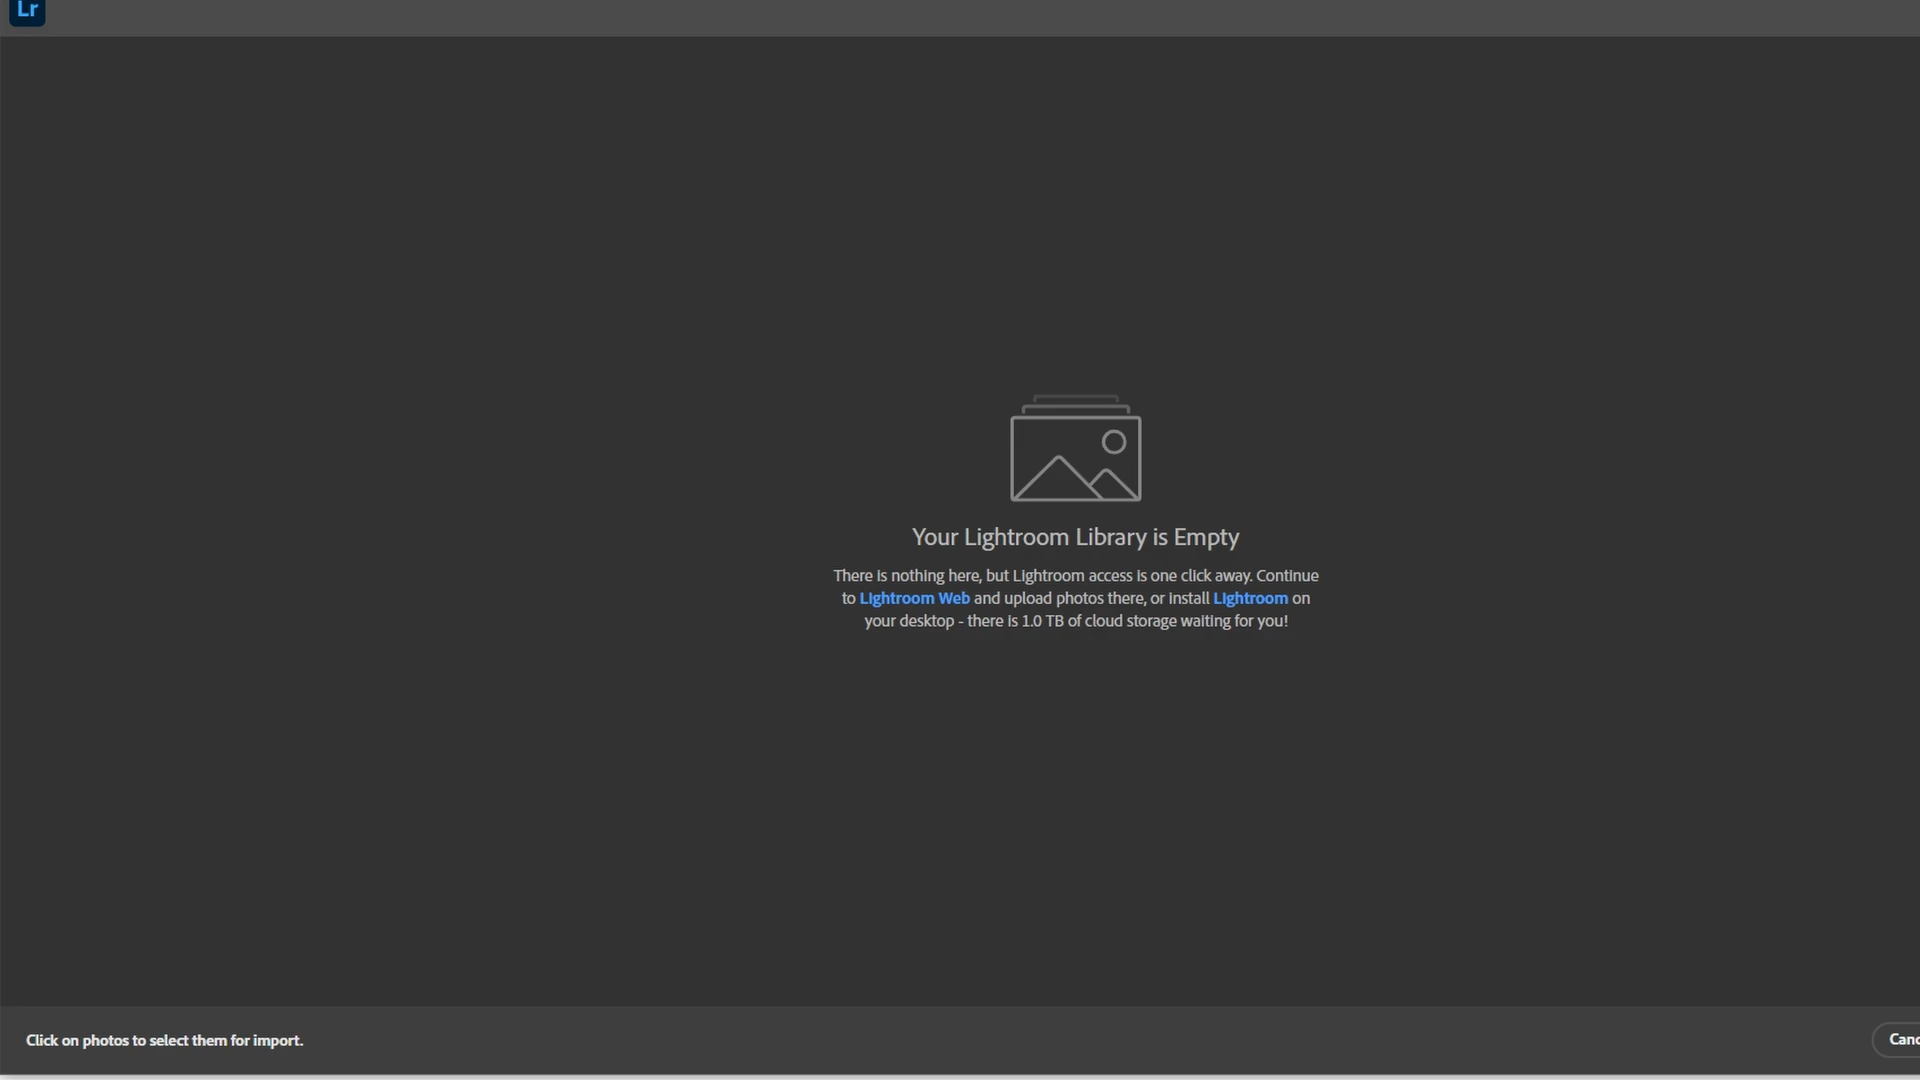 Lr
Your Lightroom Library is Empty
There is nothing here, but Lightroom access is one click away. Continue
to Lightroom Web and upload photos there, or install Lightroom on
your desktop - there is 1.0 TB of cloud storage waiting for you!
Click on photos to select them for import.
Canc